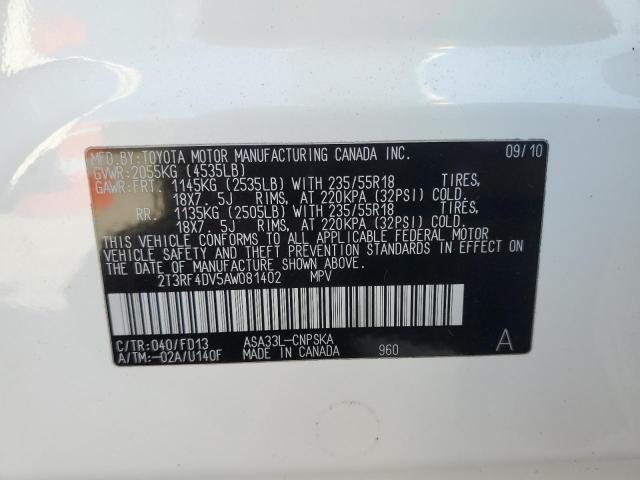 MFD.BY:TOYOTA MOTOR MANUFACTURING CANADA INC. 09/10
GVWR:2055KG (4535LB)
GAWR:FRT. 1145KG (2535LB) WITH 235/55R18 TIRES,
18X7.5J RIMS, AT 220KPA (32PSI) COLD.
RR. 1135KG (2505LB) WITH 235/55R18 TIRES,
18X7.5J RIMS, AT 220KPA (32PSI) COLD.
THIS VEHICLE CONFORMS TO ALL APPLICABLE FEDERAL MOTOR
VEHICLE SAFETY AND THEFT PREVENTION STANDARDS IN EFFECT ON
THE DATE OF MANUFACTURE SHOWN ABOVE.
2T3RF4DV5AW081402 MPV
C/TR:040/FD13 ASA33L-CNPSKA A
A/TM:-02A/U140F MADE IN CANADA 960